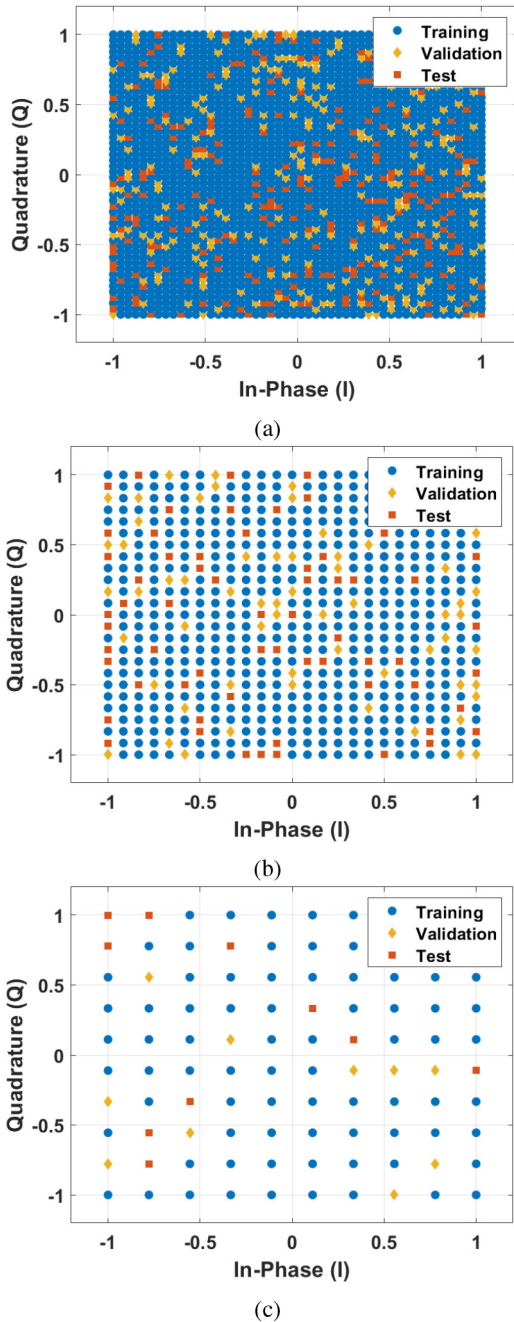 1
Training
Validation
Test
0.5
0
-0.5
-1
Quadrature (Q)
-1
-0.5
0
0.5
1
In-Phase (I)
(a)
1
Training
Validation
Test
0.5
0
-0.5
-1
Quadrature (Q)
-1
-0.5
0
0.5
1
In-Phase (I)
(b)
1
Training
Validation
Test
0.5
0
-0.5
-1
Quadrature (Q)
-1
-0.5
0
0.5
1
In-Phase (I)
(c)